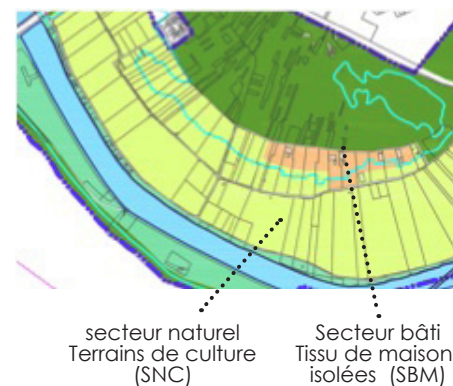 secteur naturel
Terrains de culture
(SNC)
Secteur bâti
Tissu de maison
isolées (SBM)